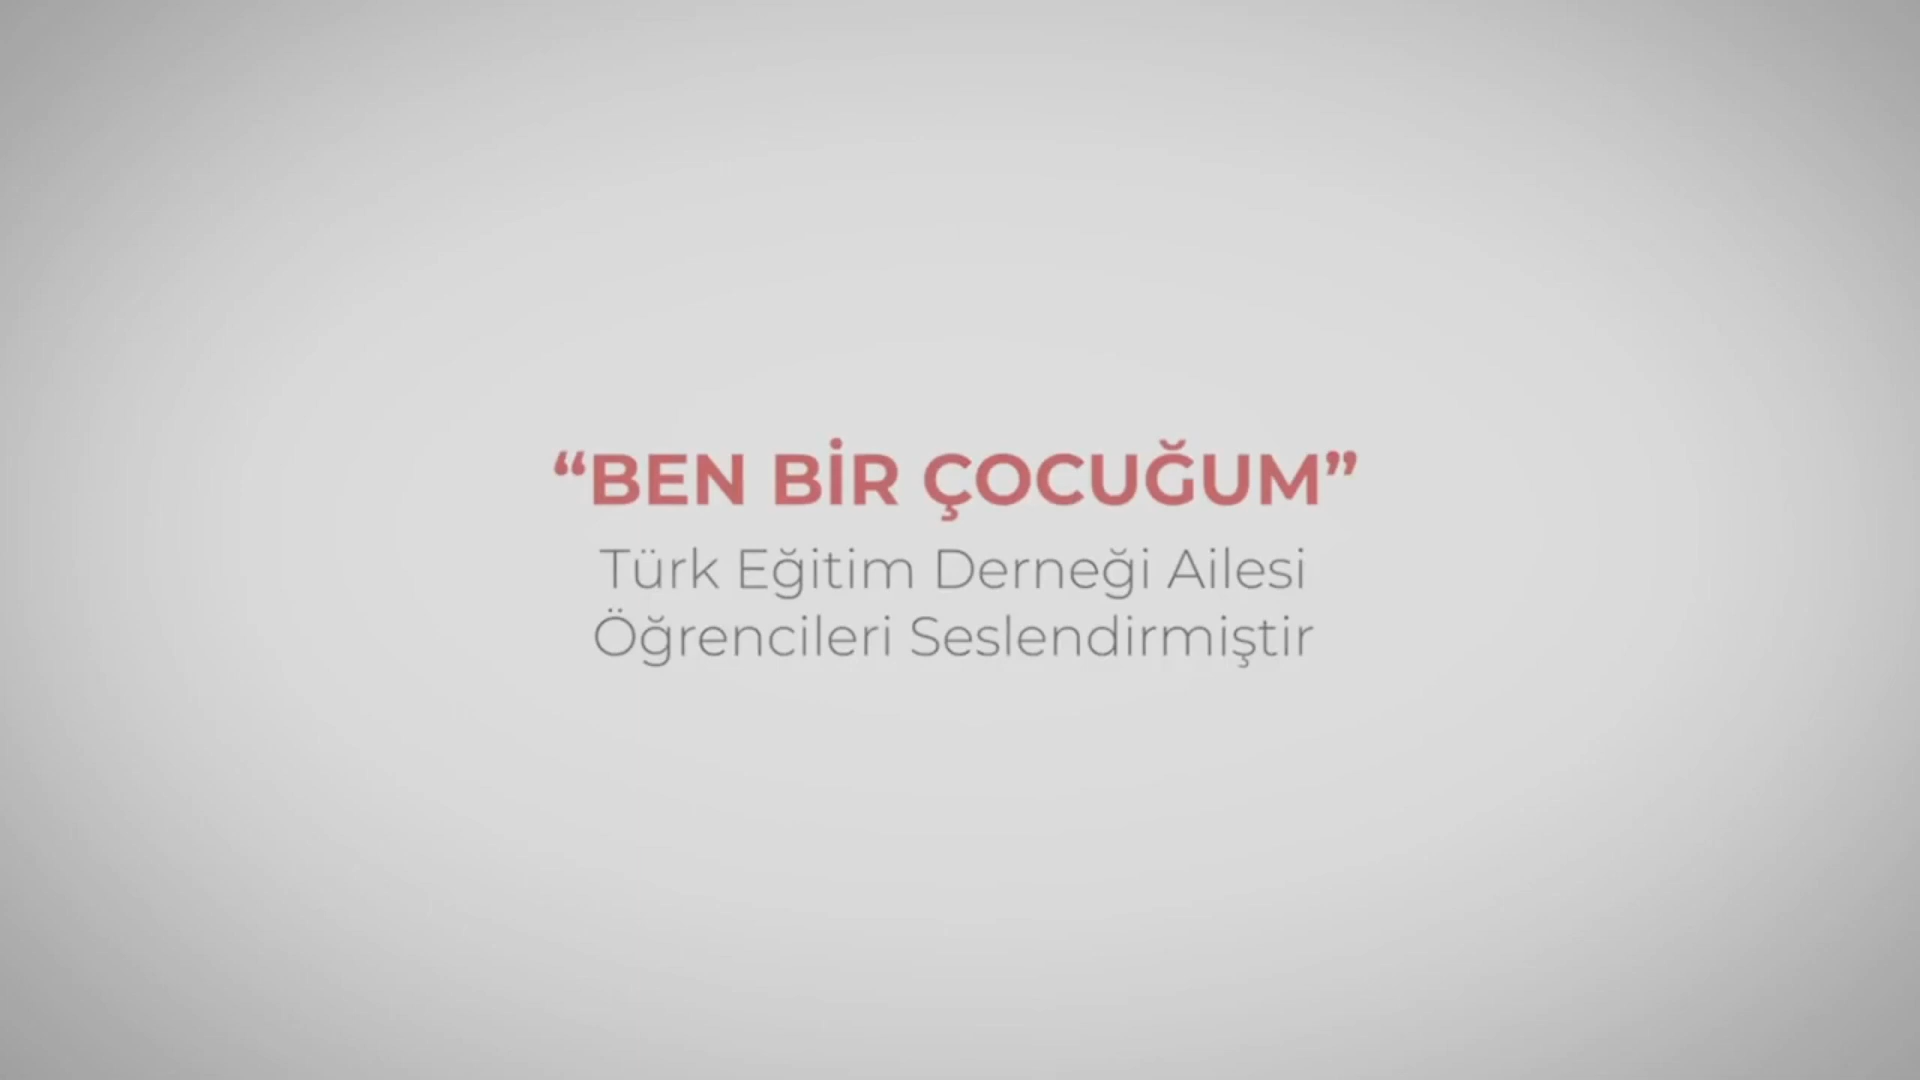 “BEN BİR ÇOCUĞUM”
Türk Eğitim Derneği Ailesi
Öğrencileri Seslendirmiştir